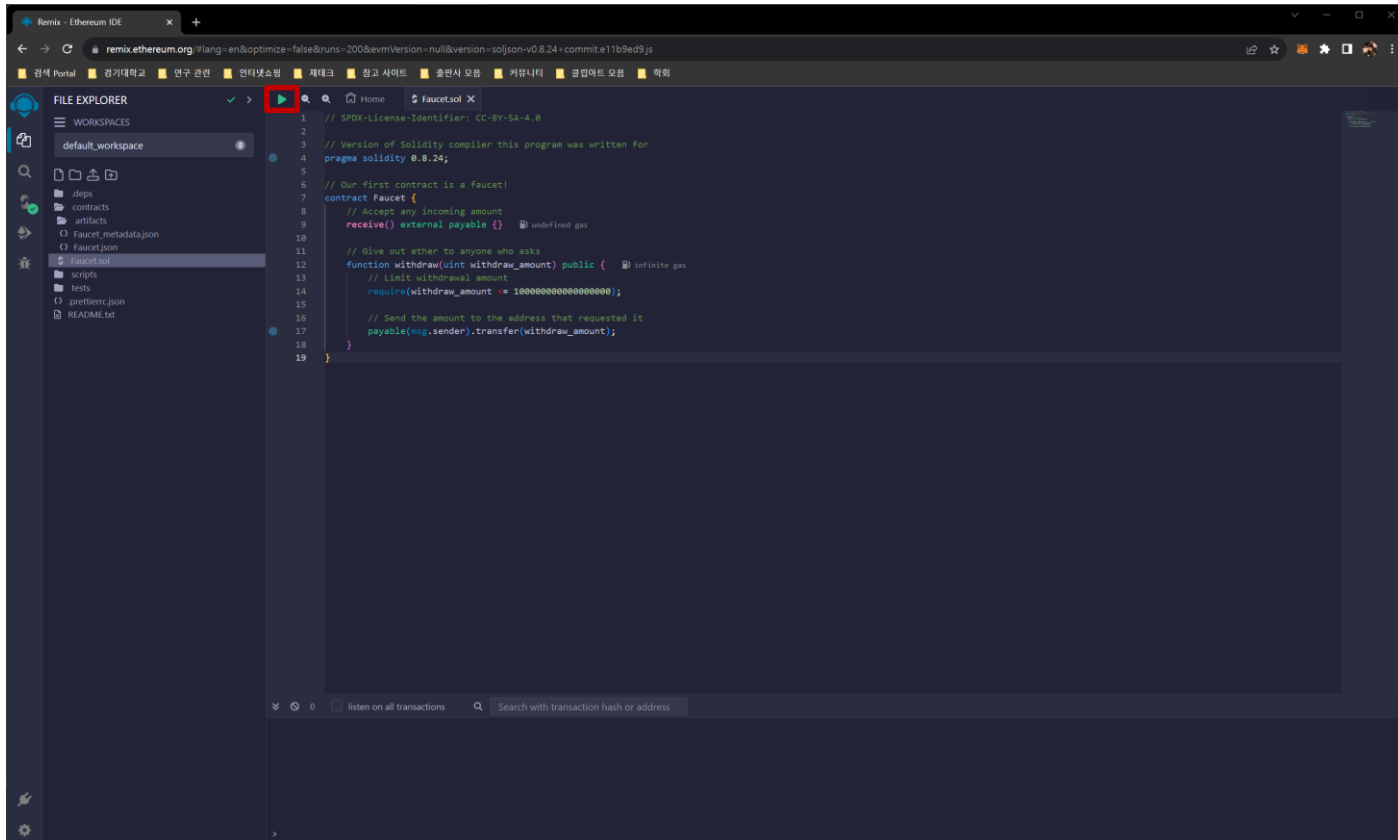 Remix - Ethereum IDE
remix.ethereum.org/#lang=en&optimize=false&runs=200&evmVersion=null&version=soljson-v0.8.24+commit.e11b9ed9.js
검색 Portal 경기대학교 연구 관련 인터넷쇼핑 재테크 참고 사이트 출판사 모음 커뮤니티 클립아트 모음 학회
FILE EXPLORER
WORKSPACES
default_workspace
.deps
contracts
artifacts
Faucet_metadata.json
Faucet.json
Faucet.sol
scripts
tests
.prettierrc.json
README.txt
Home Faucet.sol
1 // SPDX-License-Identifier: CC-BY-SA-4.0
2
3 // Version of Solidity compiler this program was written for
4 pragma solidity 0.8.24;
5
6 // Our first contract is a faucet!
7 contract Faucet {
8 // Accept any incoming amount
9 receive() external payable {} undefined gas
10
11 // Give out ether to anyone who asks
12 function withdraw(uint withdraw_amount) public { infinite gas
13 // Limit withdrawal amount
14 require(withdraw_amount <= 100000000000000000);
15
16 // Send the amount to the address that requested it
17 payable(msg.sender).transfer(withdraw_amount);
18 }
19 }
0 listen on all transactions Search with transaction hash or address
>